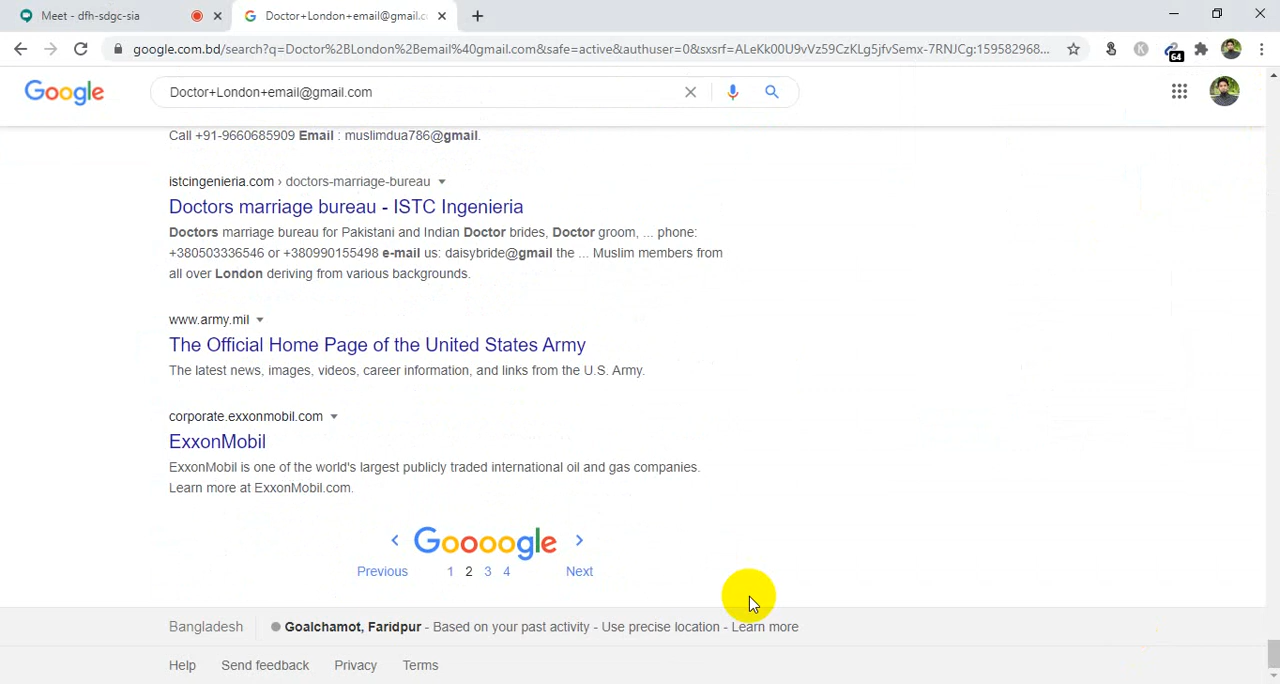 Meet - dfh-sdgc-sia
Doctor+London+email@gmail.co
google.com.bd/search?q=Doctor%2BLondon%2Bemail%40gmail.com&safe=active&authuser=0&sxsrf=ALeKk00U9vVz59CzKLg5jfvSemx-7RNJCg:159582968...
K
64
Google
Doctor+London+email@gmail.com
Call +91-9660685909 Email : muslimdua786@gmail.
istcingenieria.com › doctors-marriage-bureau
Doctors marriage bureau - ISTC Ingenieria
Doctors marriage bureau for Pakistani and Indian Doctor brides, Doctor groom, ... phone:
+380503336546 or +380990155498 e-mail us: daisybride@gmail the ... Muslim members from
all over London deriving from various backgrounds.
www.army.mil
The Official Home Page of the United States Army
The latest news, images, videos, career information, and links from the U.S. Army.
corporate.exxonmobil.com
ExxonMobil
ExxonMobil is one of the world's largest publicly traded international oil and gas companies.
Learn more at ExxonMobil.com.
< Goooogle >
Previous 1 2 3 4 Next
Bangladesh Goalchamot, Faridpur - Based on your past activity - Use precise location - Learn more
Help Send feedback Privacy Terms